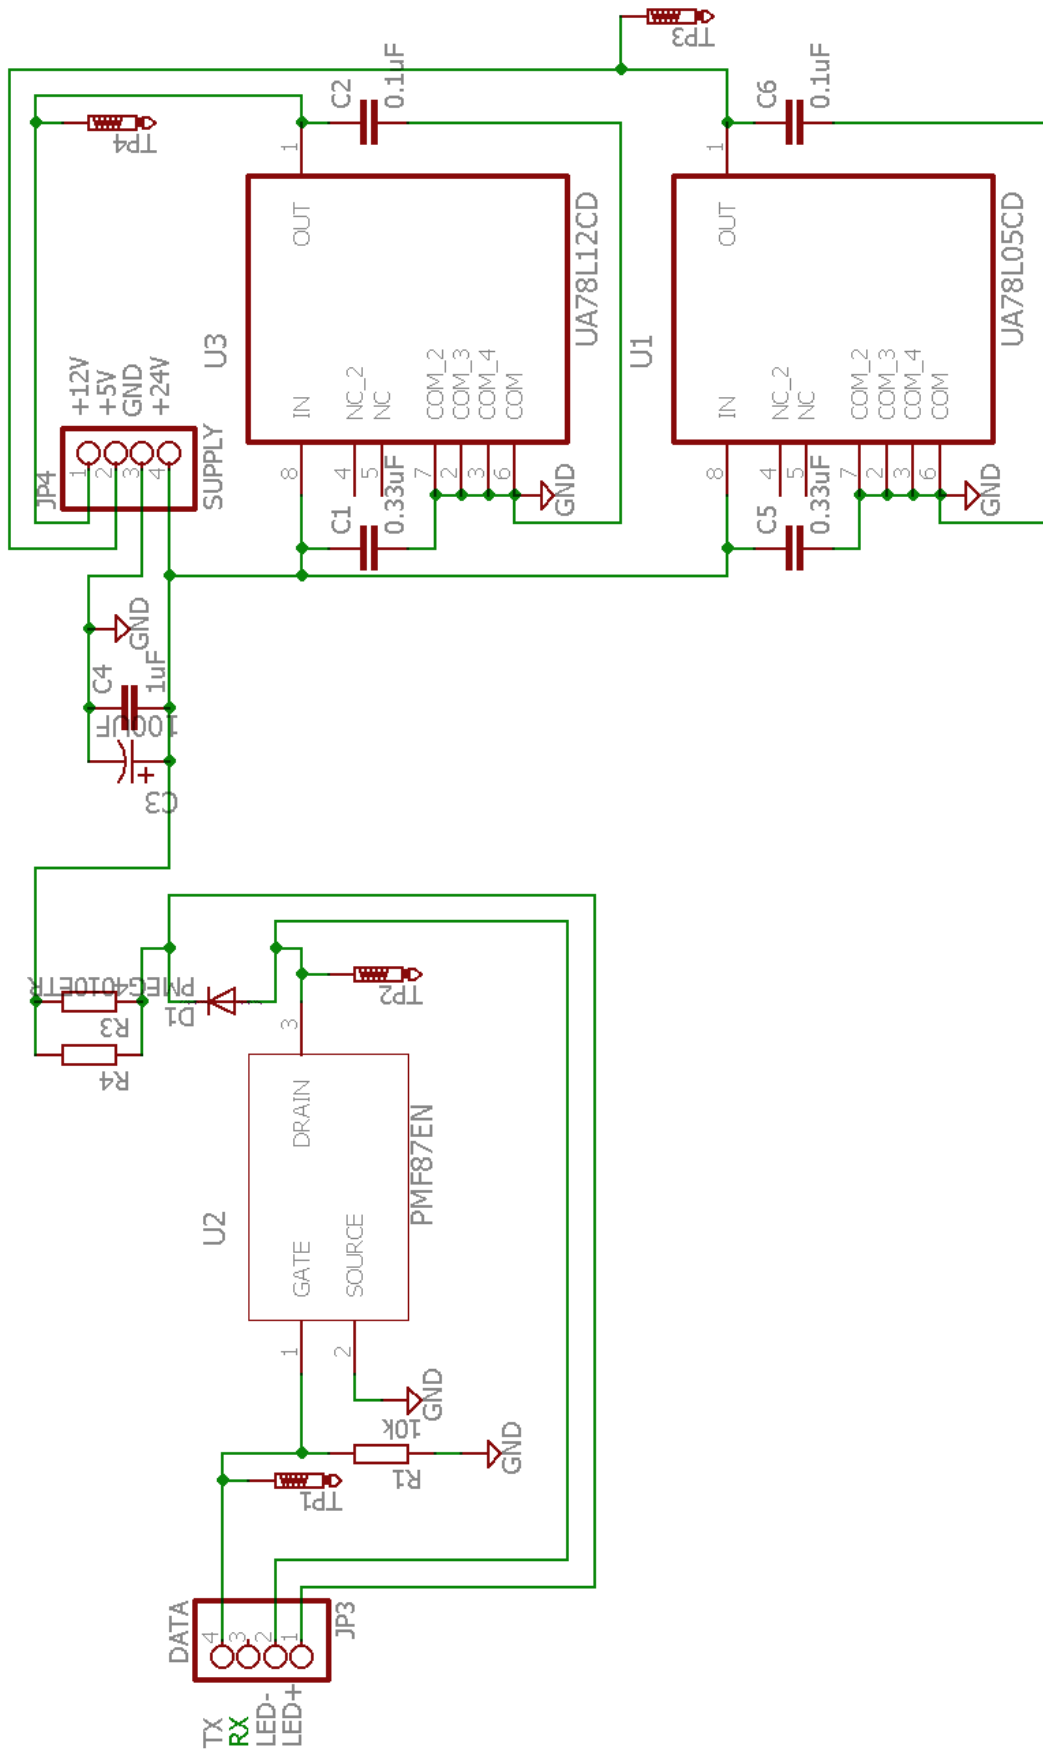 TP3
C2
0.1uF
C6
0.1uF
TP4
1
1
OUT
OUT
UA78L12CD
UA78L05CD
U3
U1
+12V
+5V
GND
+24V
IN
NC_2
NC
COM_2
COM_3
COM_4
COM
IN
NC_2
NC
COM_2
COM_3
COM_4
COM
JP4
1
2
3
4
SUPPLY
8
4
5
7
2
3
6
8
4
5
7
2
3
6
C1
0.33uF
GND
C5
0.33uF
GND
GND
C4
1uF
100UF
C3
PMEG4010ETR
D1
R3
R4
TP2
3
DRAIN
PMF87EN
U2
GATE
SOURCE
1
2
GND
10k
R1
GND
TP1
DATA
4
3
2
1
JP3
TX
RX
LED-
LED+